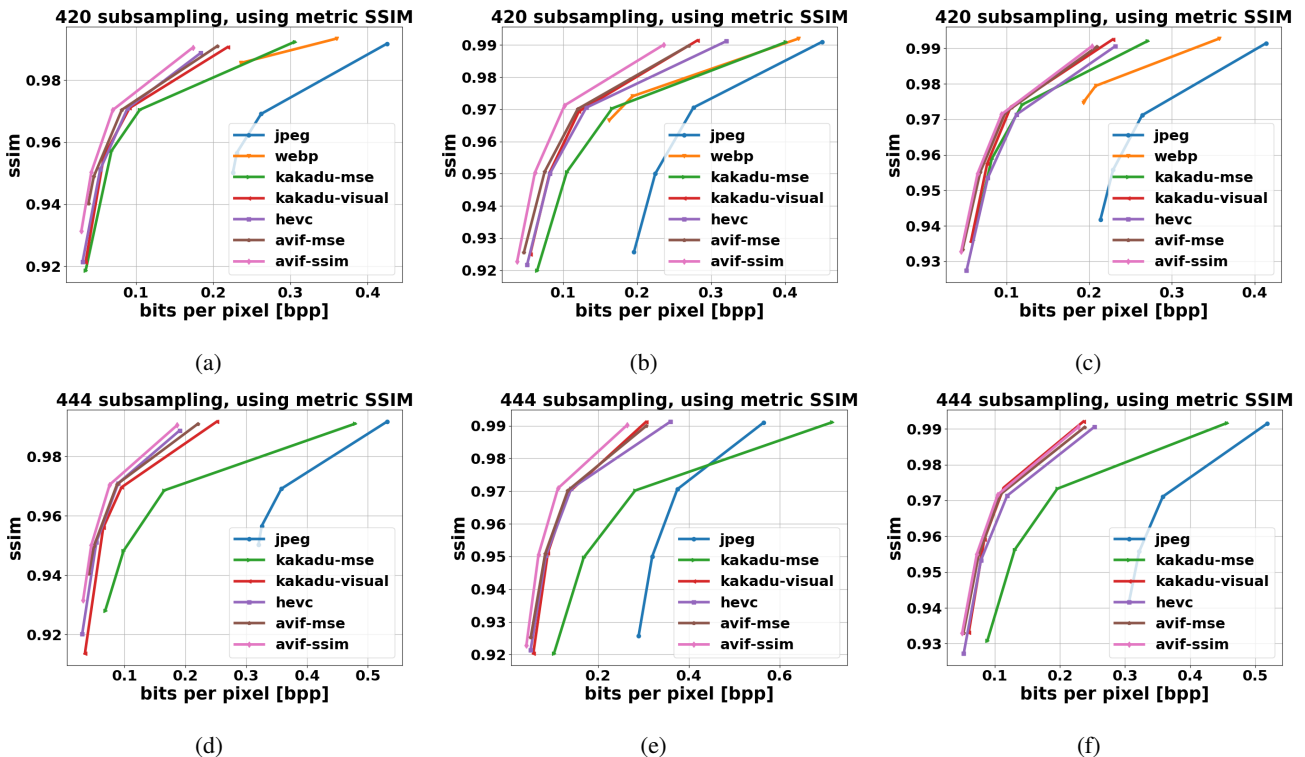 420 subsampling, using metric SSIM
ssim
0.98
0.96
0.94
0.92
0.1 0.2 0.3 0.4
bits per pixel [bpp]
jpeg
webp
kakadu-mse
kakadu-visual
hevc
avif-mse
avif-ssim
(a)
420 subsampling, using metric SSIM
ssim
0.99
0.98
0.97
0.96
0.95
0.94
0.93
0.92
0.1 0.2 0.3 0.4
bits per pixel [bpp]
jpeg
webp
kakadu-mse
kakadu-visual
hevc
avif-mse
avif-ssim
(b)
420 subsampling, using metric SSIM
ssim
0.99
0.98
0.97
0.96
0.95
0.94
0.93
0.1 0.2 0.3 0.4
bits per pixel [bpp]
jpeg
webp
kakadu-mse
kakadu-visual
hevc
avif-mse
avif-ssim
(c)
444 subsampling, using metric SSIM
ssim
0.98
0.96
0.94
0.92
0.1 0.2 0.3 0.4 0.5
bits per pixel [bpp]
jpeg
kakadu-mse
kakadu-visual
hevc
avif-mse
avif-ssim
(d)
444 subsampling, using metric SSIM
ssim
0.99
0.98
0.97
0.96
0.95
0.94
0.93
0.92
0.2 0.4 0.6
bits per pixel [bpp]
jpeg
kakadu-mse
kakadu-visual
hevc
avif-mse
avif-ssim
(e)
444 subsampling, using metric SSIM
ssim
0.99
0.98
0.97
0.96
0.95
0.94
0.93
0.1 0.2 0.3 0.4 0.5
bits per pixel [bpp]
jpeg
kakadu-mse
kakadu-visual
hevc
avif-mse
avif-ssim
(f)